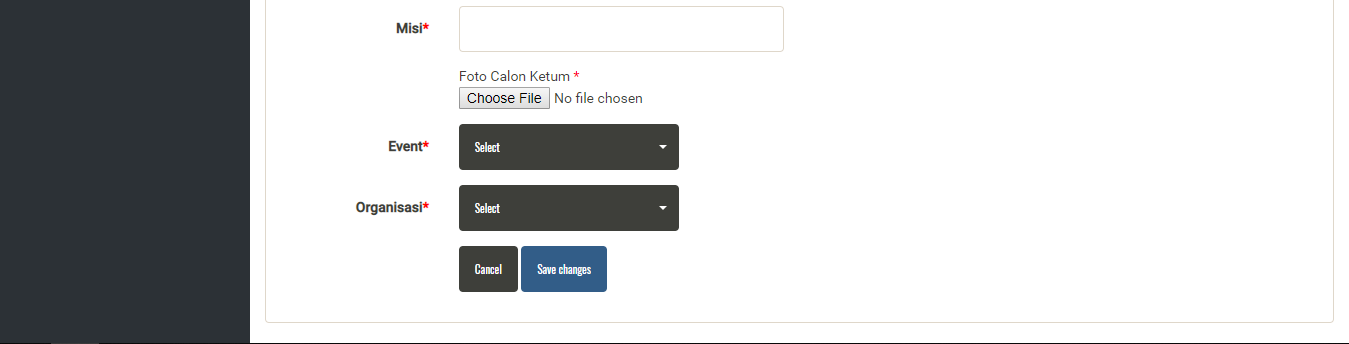 Misi*
Foto Calon Ketum *
Choose File No file chosen
Event* Select
Organisasi* Select
Cancel Save changes